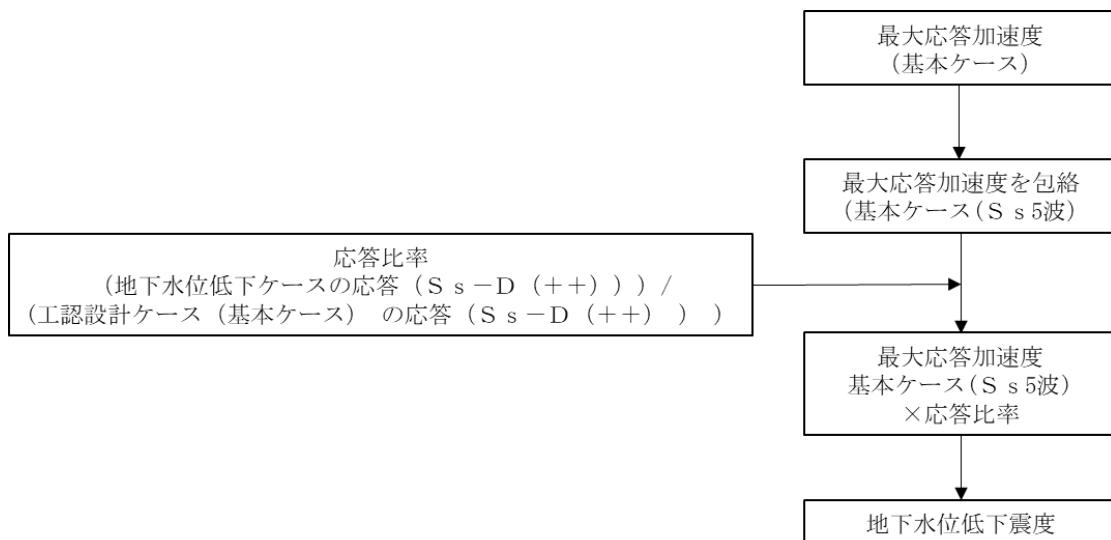 最大応答加速度
（基本ケース）
最大応答加速度を包絡
（基本ケース（Ｓｓ5波）
応答比率
（地下水位低下ケースの応答（Ｓｓ－Ｄ（＋＋）））／
（工認設計ケース（基本ケース） の応答（Ｓｓ－Ｄ（＋＋） ） ）
最大応答加速度
基本ケース（Ｓｓ5波）
×応答比率
地下水位低下震度